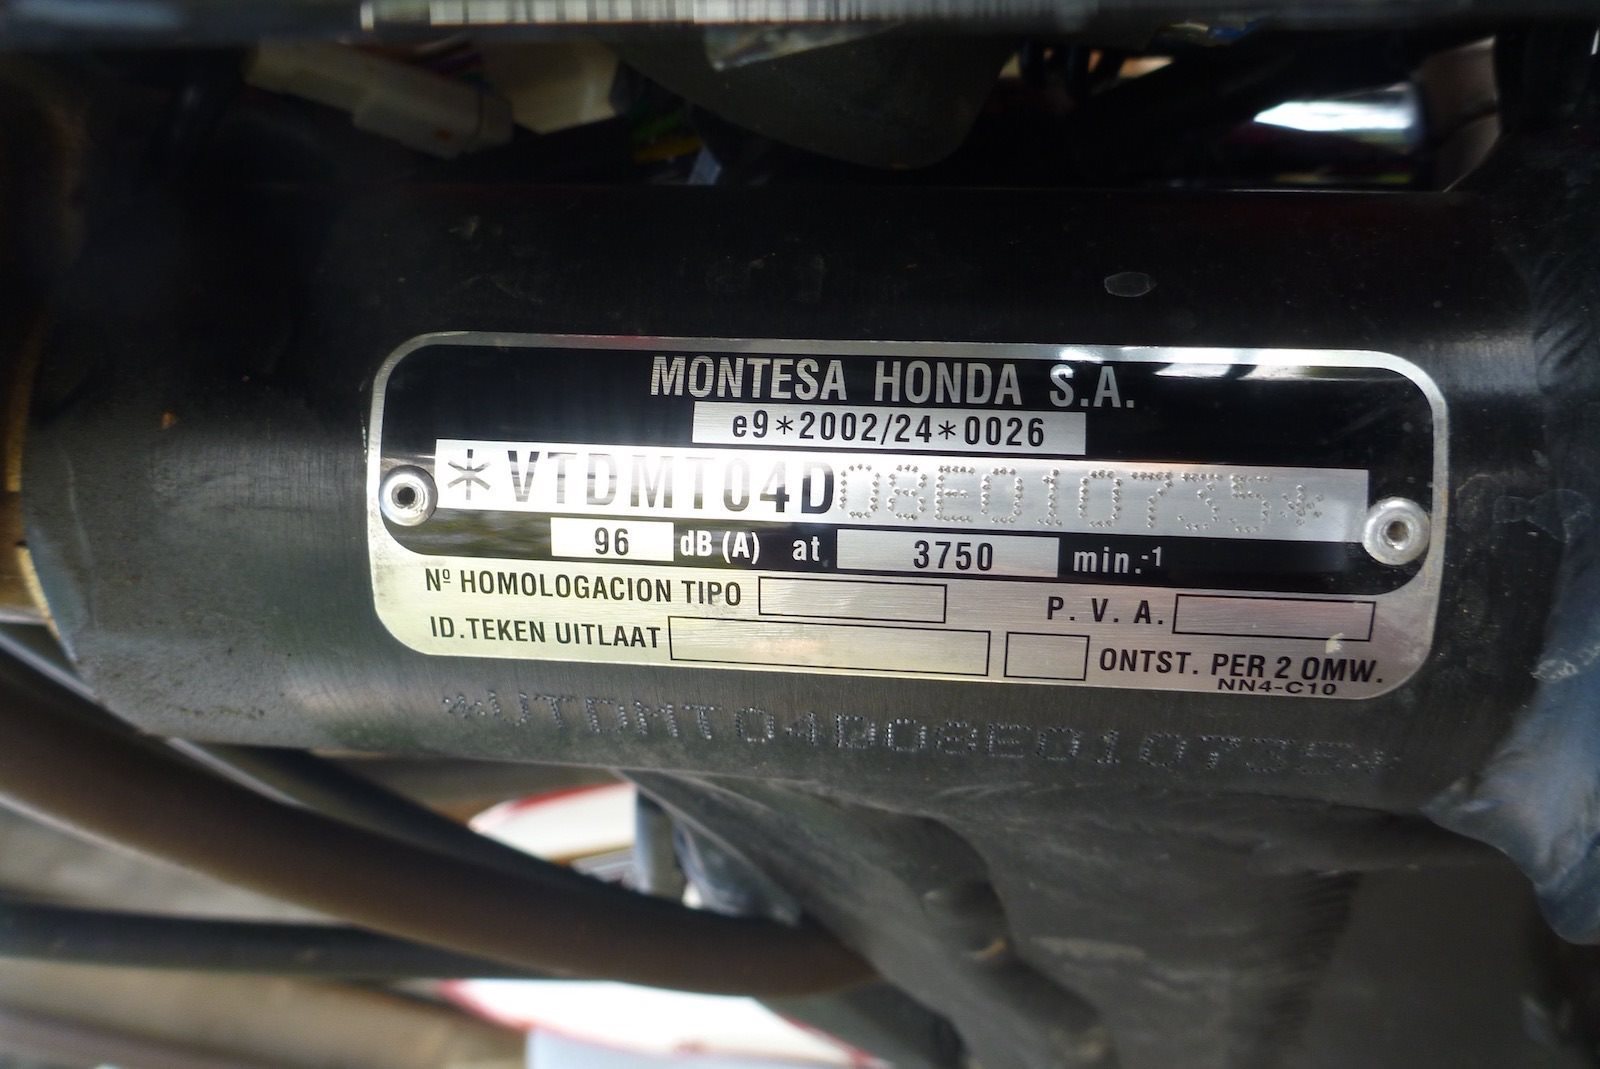 MONTESA HONDA S.A.
e9*2002/24*0026
*VTDMT04D08E010735*
96 dB (A) at 3750 min.-1
Nº HOMOLOGACION TIPO P. V. A.
ID.TEKEN UITLAAT ONTST. PER 2 OMW.
NN4-C10
*VTDMT04D08E010735*